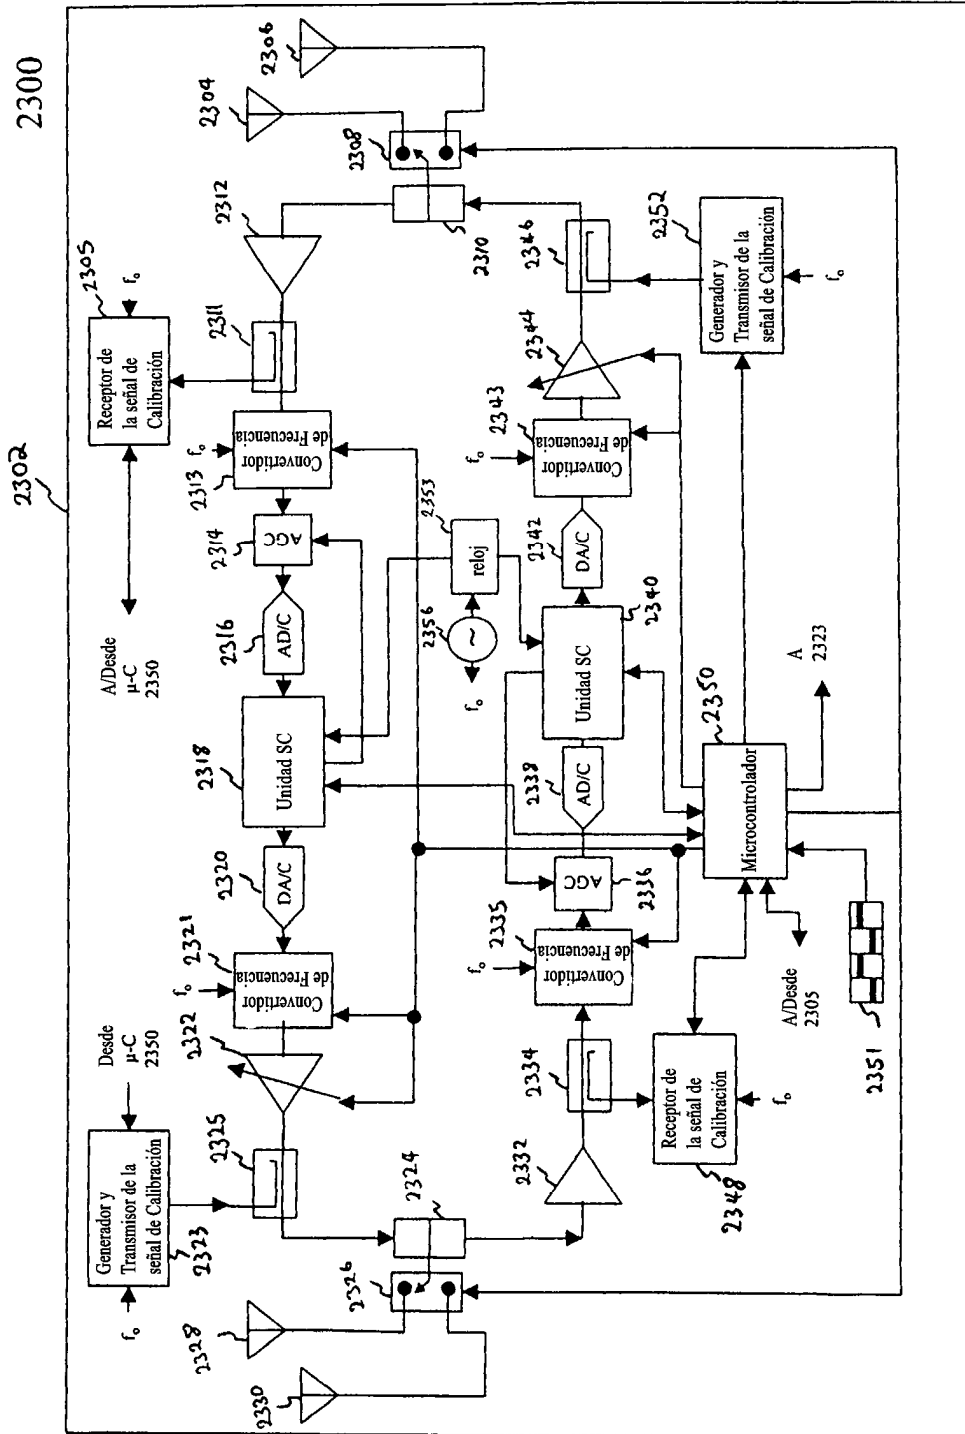 2300
2302
f₀
Generador y
Transmisor de la
señal de Calibración
2323
Desde
μ-C
2350
A/Desde
μ-C
2350
Receptor de
la señal de
Calibración
2305
f₀
2330
2328
2326
2324
2325
2322
f₀
2321
Convertidor
de Frecuencia
2320
DA/C
2318
Unidad SC
2316
AD/C
2314
AGC
2313
f₀
Convertidor
de Frecuencia
2311
2312
2310
2308
2304
2306
2356
~
f₀
reloj
2353
2332
2334
f₀
2335
Convertidor
de Frecuencia
AGC
2336
2338
AD/C
Unidad SC
2340
2342
DA/C
f₀
2343
Convertidor
de Frecuencia
2344
2346
2348
Receptor de
la señal de
Calibración
f₀
A/Desde
2305
2351
Microcontrolador
2350
A
2323
Generador y
Transmisor de la
señal de Calibración
2352
f₀